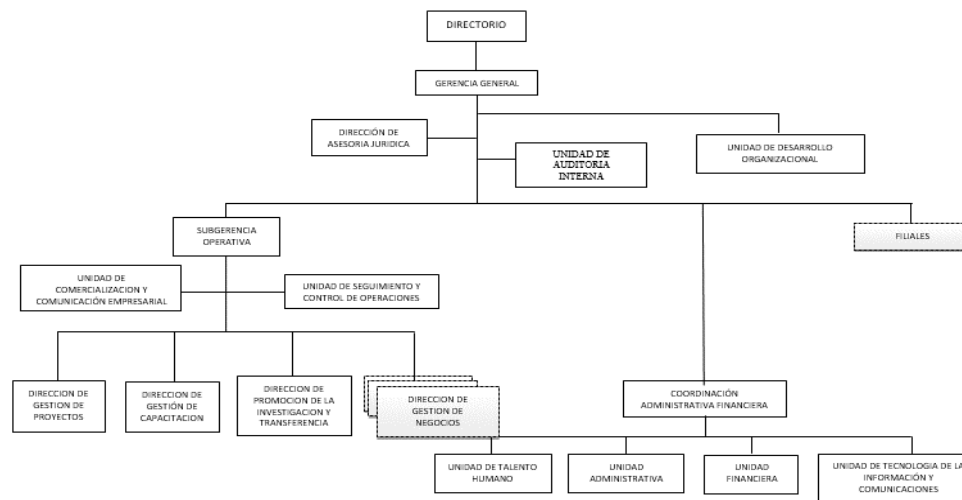 DIRECTORIO
GERENCIA GENERAL
DIRECCIÓN DE
ASESORIA JURIDICA
UNIDAD DE
AUDITORIA
INTERNA
UNIDAD DE DESARROLLO
ORGANIZACIONAL
SUBGERENCIA
OPERATIVA
FILIALES
UNIDAD DE
COMERCIALIZACION Y
COMUNICACIÓN EMPRESARIAL
UNIDAD DE SEGUIMIENTO Y
CONTROL DE OPERACIONES
DIRECCION DE
GESTION DE
PROYECTOS
DIRECCION DE
GESTIÓN DE
CAPACITACION
DIRECCION DE
PROMOCION DE LA
INVESTIGACION Y
TRANSFERENCIA
DIRECCION DE
GESTION DE
NEGOCIOS
COORDINACIÓN
ADMINISTRATIVA FINANCIERA
UNIDAD DE TALENTO
HUMANO
UNIDAD
ADMINISTRATIVA
UNIDAD
FINANCIERA
UNIDAD DE TECNOLOGIA DE LA
INFORMACIÓN Y
COMUNICACIONES